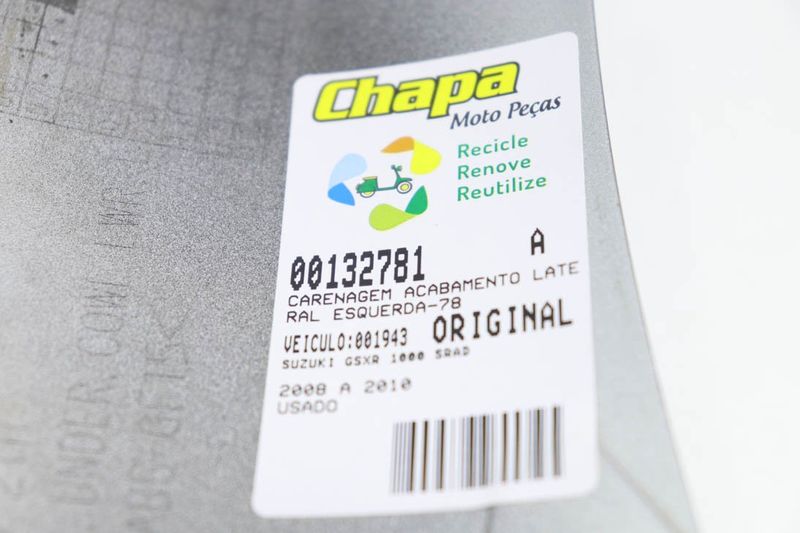 Chapa
Moto Peças
Recicle
Renove
Reutilize
00132781 A
CARENAGEM ACABAMENTO LATE
RAL ESQUERDA-78
VEICULO:001943 ORIGINAL
SUZUKI GSXR 1000 SRAD
2008 A 2010
USADO